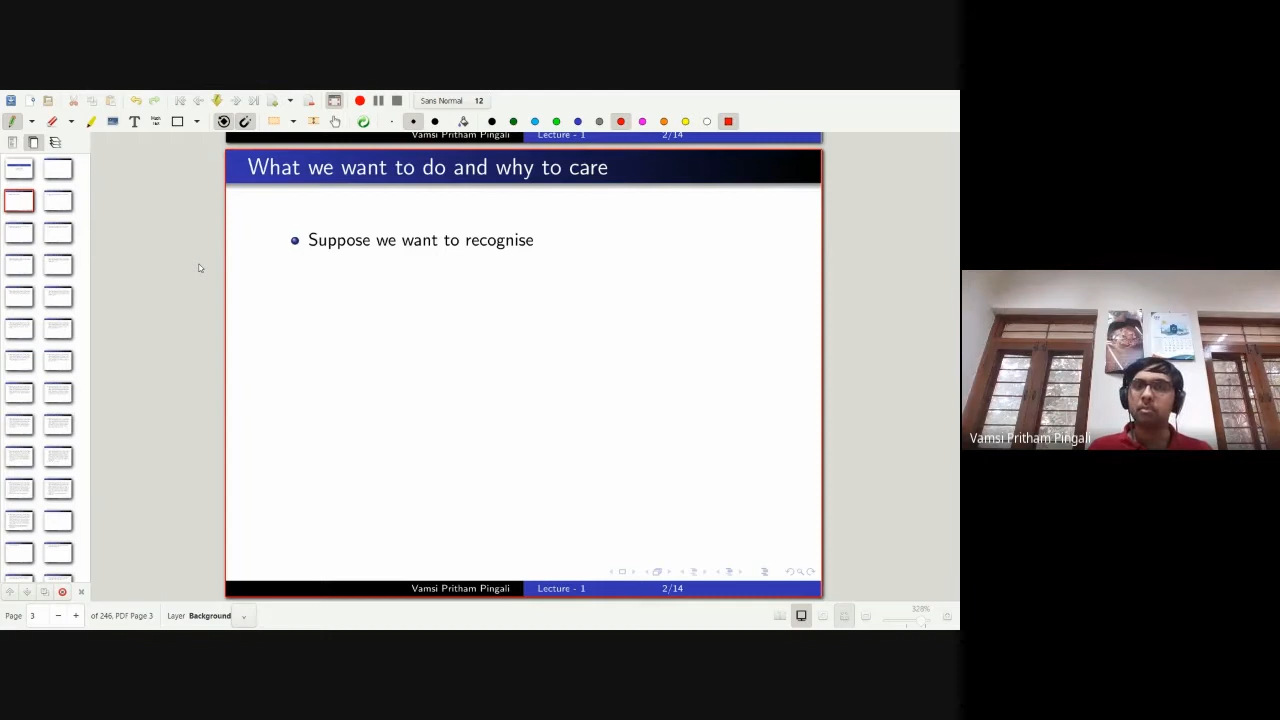 Sans Normal 12
Vamsi Pritham Pingali Lecture - 1 2/14
What we want to do and why to care
Suppose we want to recognise
Vamsi Pritham Pingali
Vamsi Pritham Pingali Lecture - 1 2/14
328%
Page 3 of 246, PDF Page 3 Layer Background